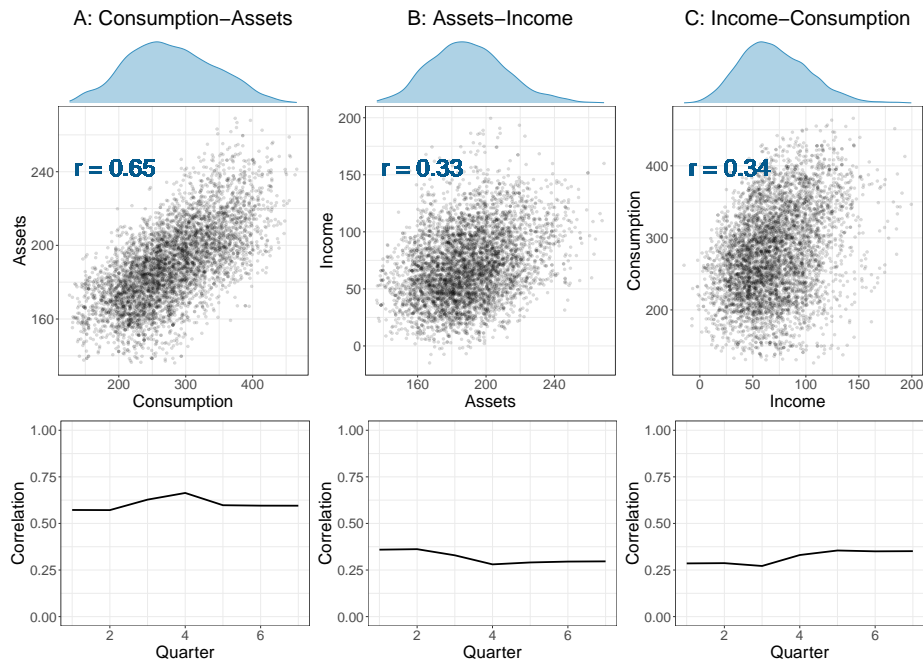 A: Consumption−Assets
B: Assets−Income
C: Income−Consumption
r = 0.65
Assets
240
200
160
200
300
400
Consumption
r = 0.33
Income
200
150
100
50
0
160
200
240
Assets
r = 0.34
Consumption
400
300
200
0
50
100
150
200
Income
Correlation
1.00
0.75
0.50
0.25
0.00
2
4
6
Quarter
Correlation
1.00
0.75
0.50
0.25
0.00
2
4
6
Quarter
Correlation
1.00
0.75
0.50
0.25
0.00
2
4
6
Quarter